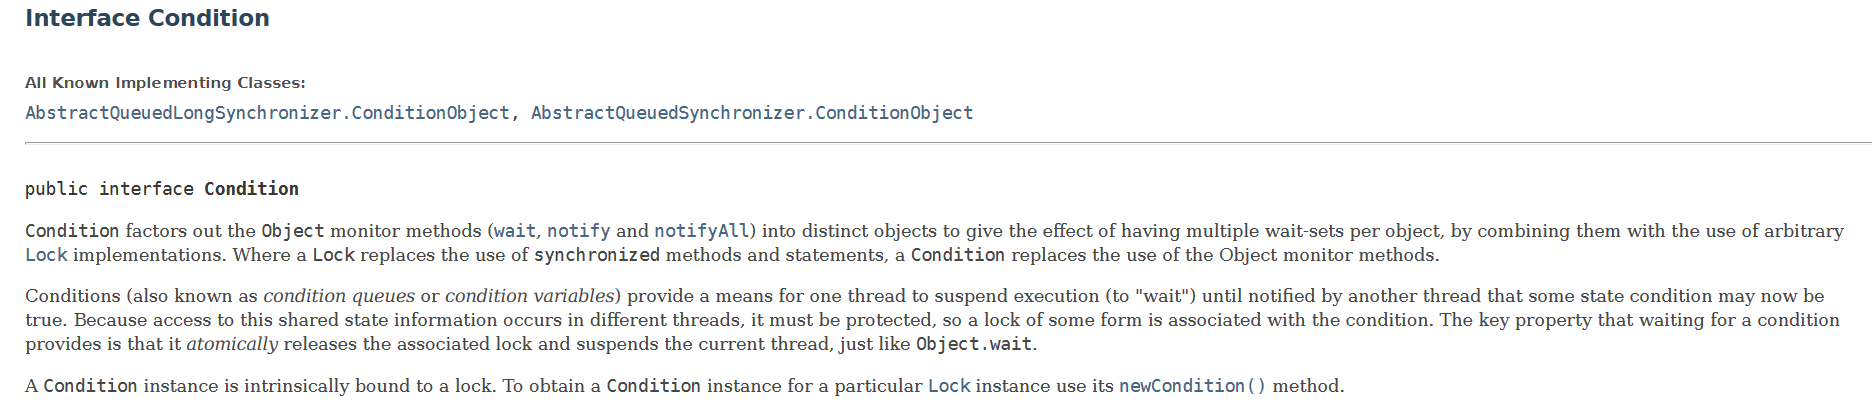 Interface Condition
All Known Implementing Classes:
AbstractQueuedLongSynchronizer.ConditionObject, AbstractQueuedSynchronizer.ConditionObject
public interface Condition
Condition factors out the Object monitor methods (wait, notify and notifyAll) into distinct objects to give the effect of having multiple wait-sets per object, by combining them with the use of arbitrary
Lock implementations. Where a Lock replaces the use of synchronized methods and statements, a Condition replaces the use of the Object monitor methods.
Conditions (also known as condition queues or condition variables) provide a means for one thread to suspend execution (to "wait") until notified by another thread that some state condition may now be
true. Because access to this shared state information occurs in different threads, it must be protected, so a lock of some form is associated with the condition. The key property that waiting for a condition
provides is that it atomically releases the associated lock and suspends the current thread, just like Object.wait.
A Condition instance is intrinsically bound to a lock. To obtain a Condition instance for a particular Lock instance use its newCondition() method.